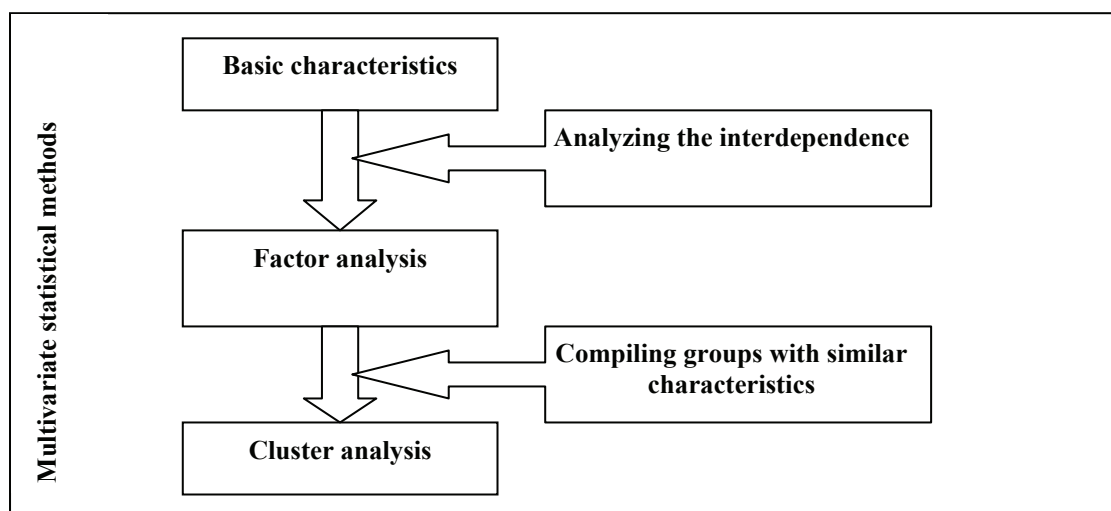 Multivariate statistical methods
Basic characteristics
Analyzing the interdependence
Factor analysis
Compiling groups with similar
characteristics
Cluster analysis